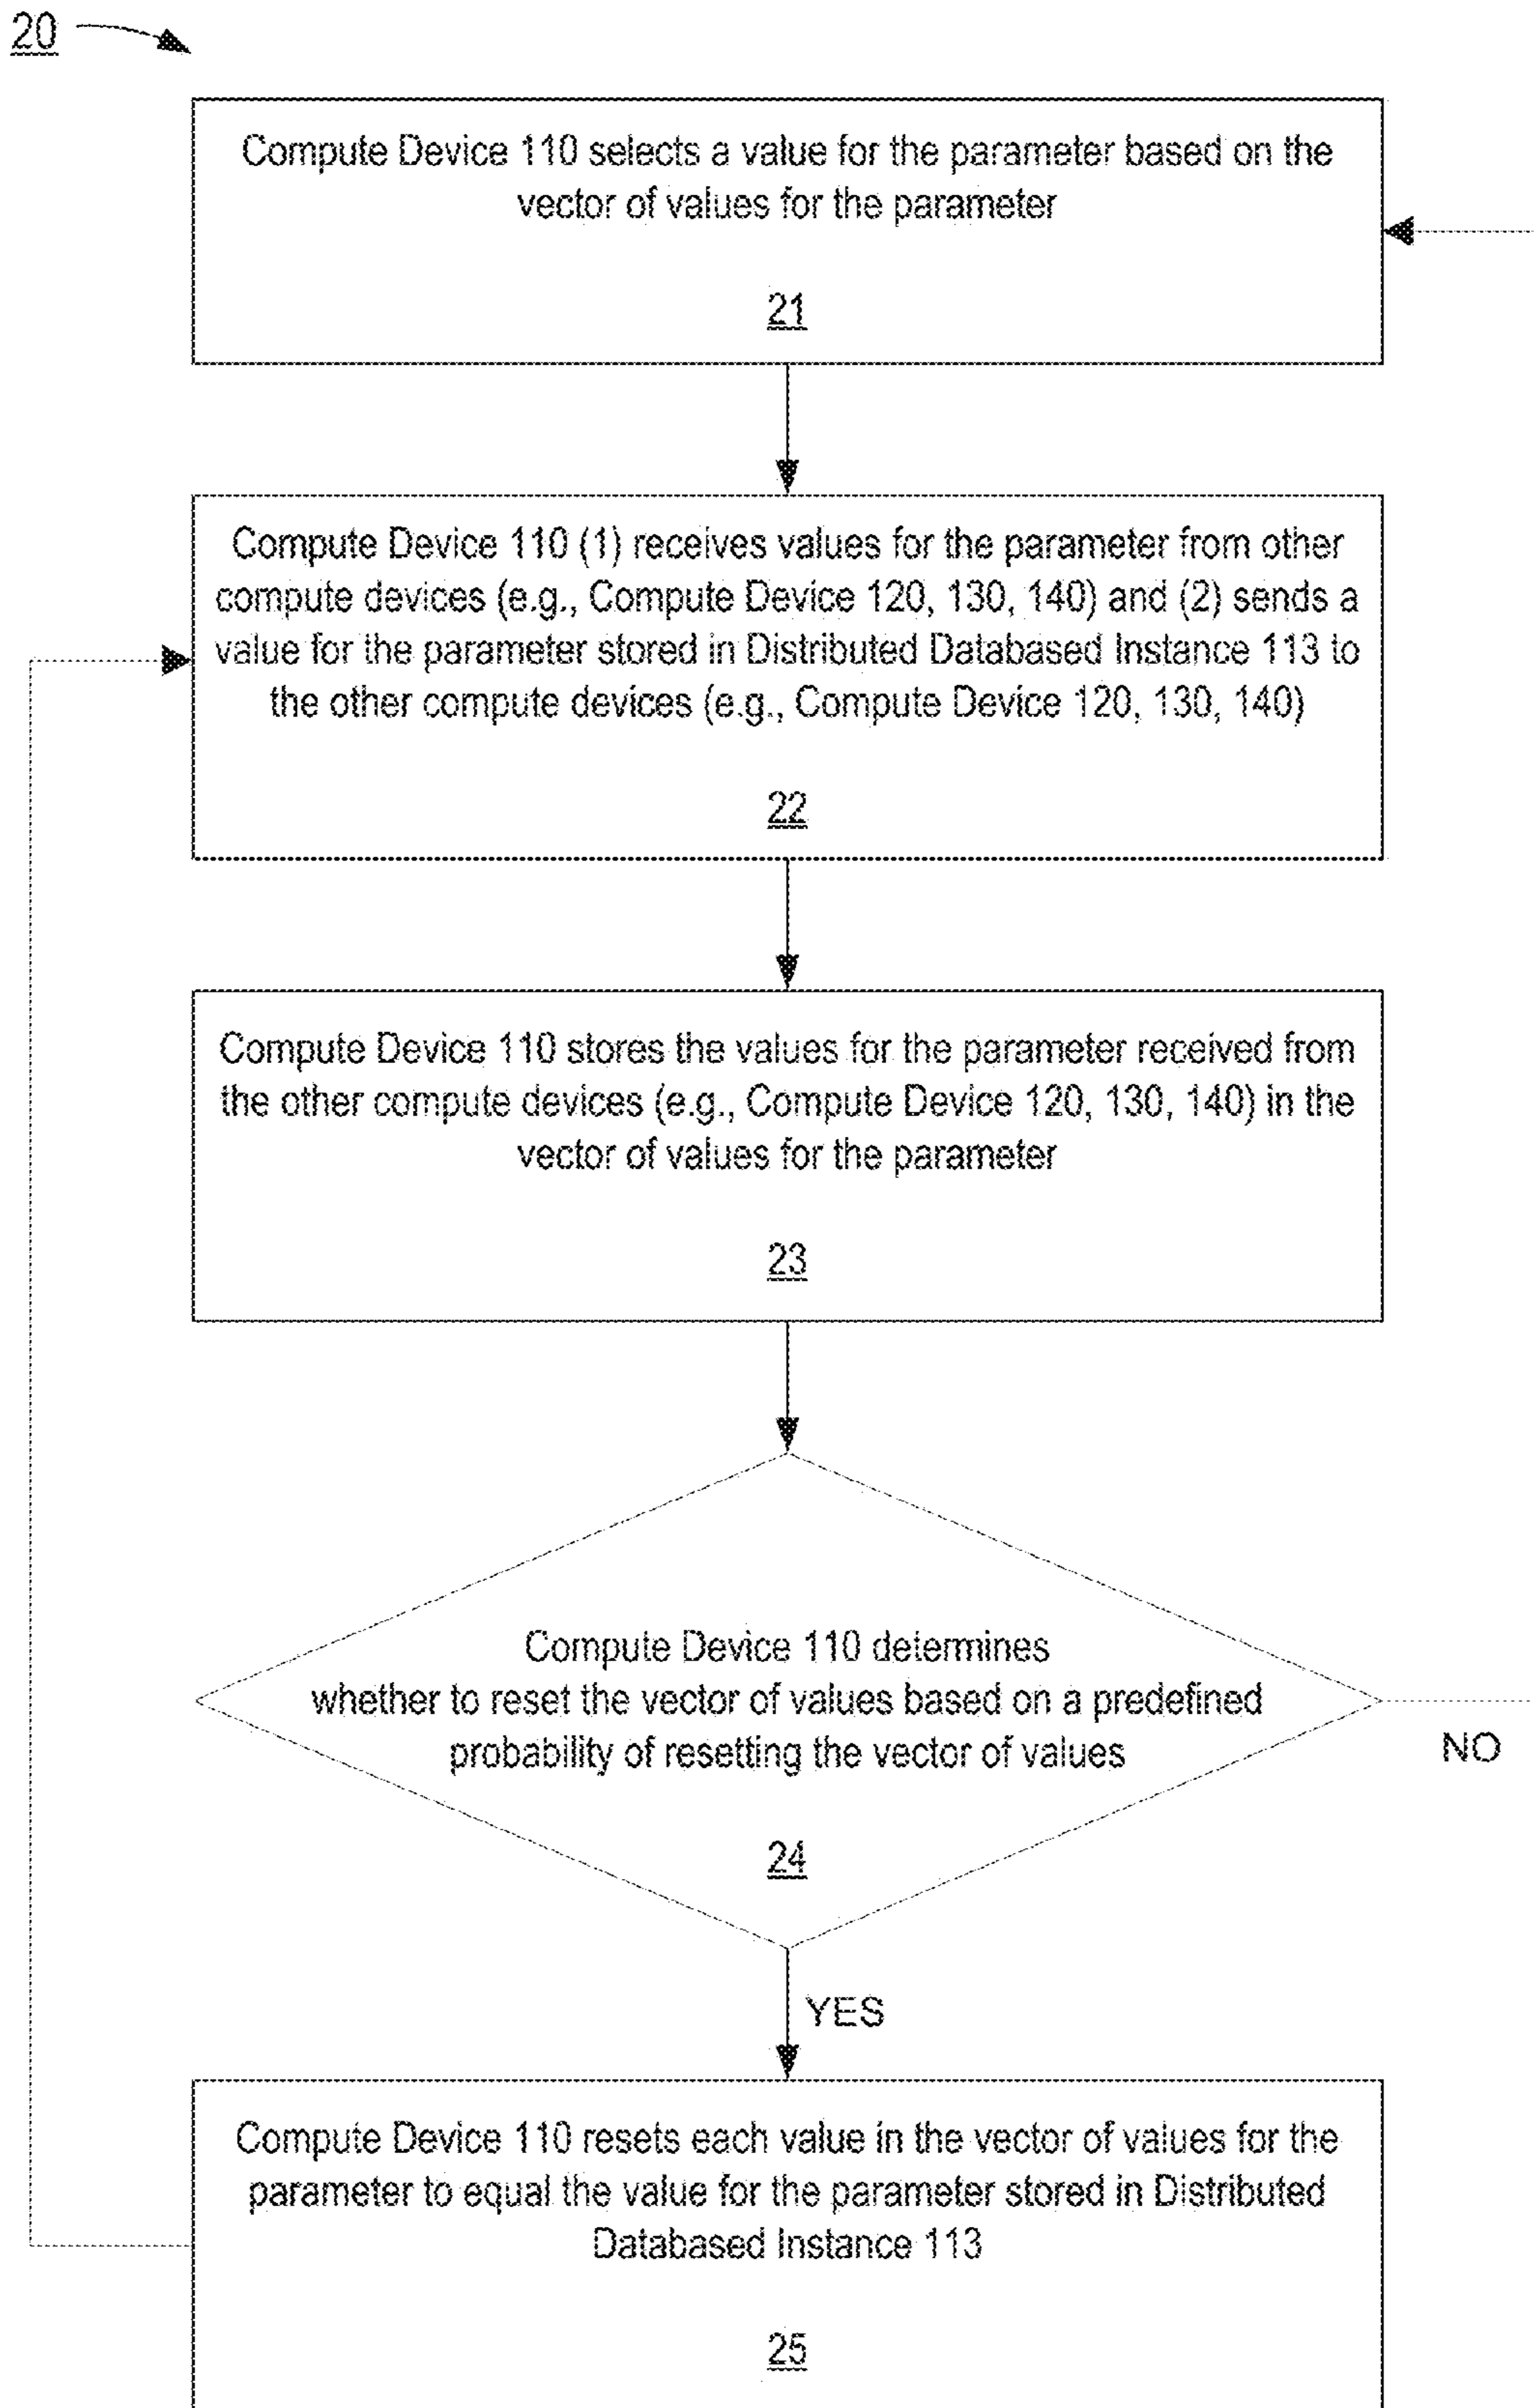 20
Compute Device 110 selects a value for the parameter based on the
vector of values for the parameter
21
Compute Device 110 (1) receives values for the parameter from other
compute devices (e.g., Compute Device 120, 130, 140) and (2) sends a
value for the parameter stored in Distributed Databased Instance 113 to
the other compute devices (e.g., Compute Device 120, 130, 140)
22
Compute Device 110 stores the values for the parameter received from
the other compute devices (e.g., Compute Device 120, 130, 140) in the
vector of values for the parameter
23
Compute Device 110 determines
whether to reset the vector of values based on a predefined
probability of resetting the vector of values
24
NO
YES
Compute Device 110 resets each value in the vector of values for the
parameter to equal the value for the parameter stored in Distributed
Databased Instance 113
25